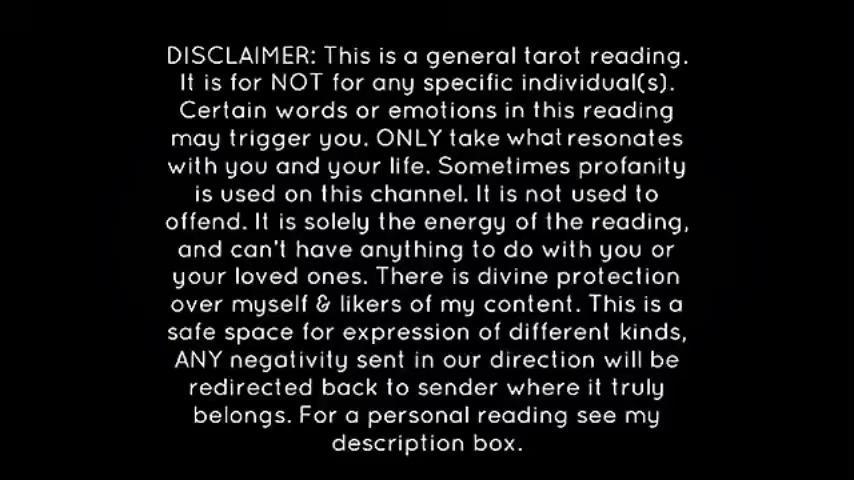 DISCLAIMER: This is a general tarot reading.
It is for NOT for any specific individual(s).
Certain words or emotions in this reading
may trigger you. ONLY take what resonates
with you and your life. Sometimes profanity
is used on this channel. It is not used to
offend. It is solely the energy of the reading,
and can't have anything to do with you or
your loved ones. There is divine protection
over myself & likers of my content. This is a
safe space for expression of different kinds,
ANY negativity sent in our direction will be
redirected back to sender where it truly
belongs. For a personal reading see my
description box.